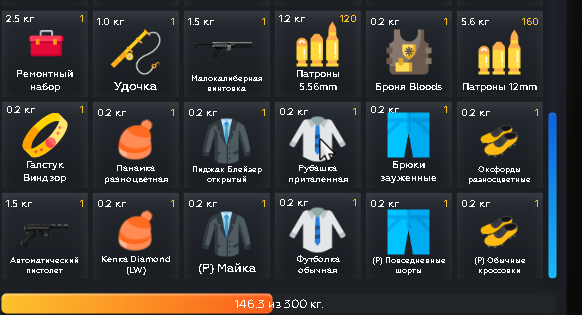 2.5 кг 1
1.0 кг 1
1.5 кг 1
1.2 кг 120
0.2 кг 1
5.6 кг 160
Ремонтный
набор
Удочка
Малокалиберная
винтовка
Патроны
5.56mm
Броня Bloods
Патроны 12mm
0.2 кг 1
0.2 кг 1
0.2 кг 1
0.2 кг 1
0.2 кг 1
0.2 кг 1
Галстук
Виндзор
Панамка
разноцветная
Пиджак Блейзер
открытый
Рубашка
приталенная
Брюки
зауженные
Оксфорды
разносцветные
1.5 кг 1
0.2 кг 1
0.2 кг 1
0.2 кг 1
0.2 кг 1
0.2 кг 1
Автоматический
пистолет
Кепка Diamond
(LW)
(Р) Майка
Футболка
обычная
(Р) Повседневные
шорты
(Р) Обычные
кроссовки
146.3 из 300 кг.